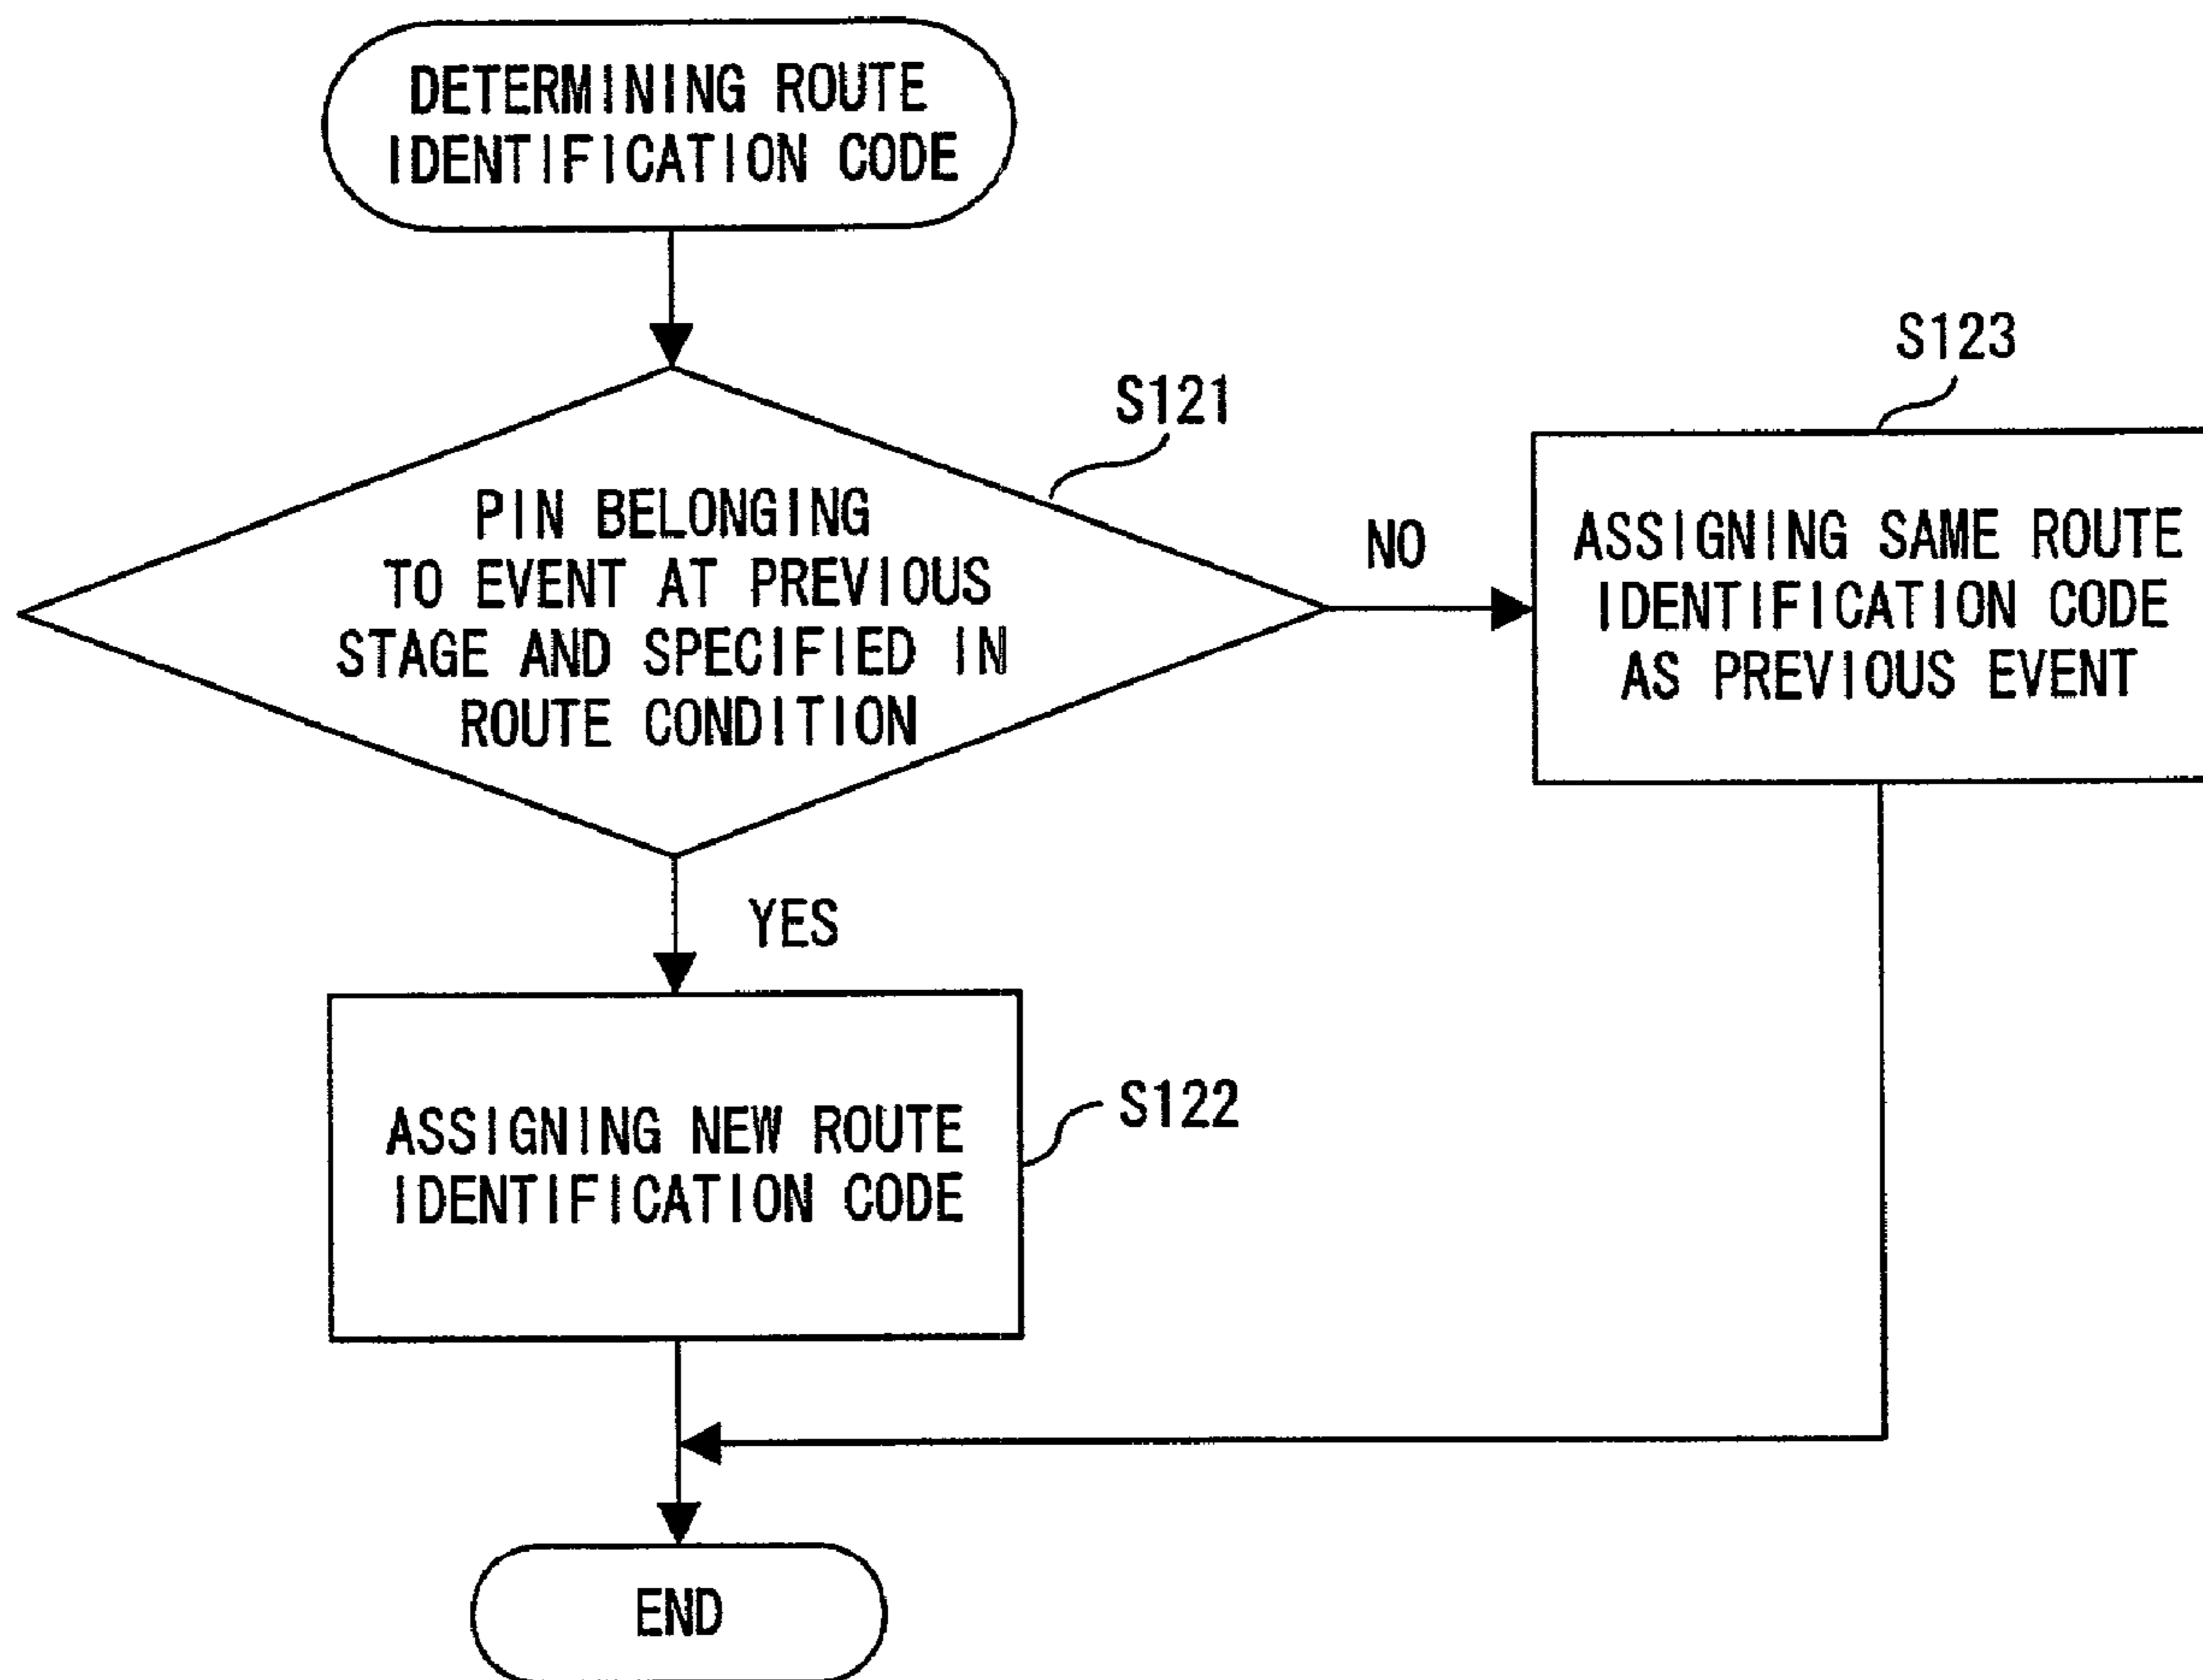 DETERMINING ROUTE
IDENTIFICATION CODE
S121
PIN BELONGING
TO EVENT AT PREVIOUS
STAGE AND SPECIFIED IN
ROUTE CONDITION
NO
S123
ASSIGNING SAME ROUTE
IDENTIFICATION CODE
AS PREVIOUS EVENT
YES
ASSIGNING NEW ROUTE
IDENTIFICATION CODE
S122
END